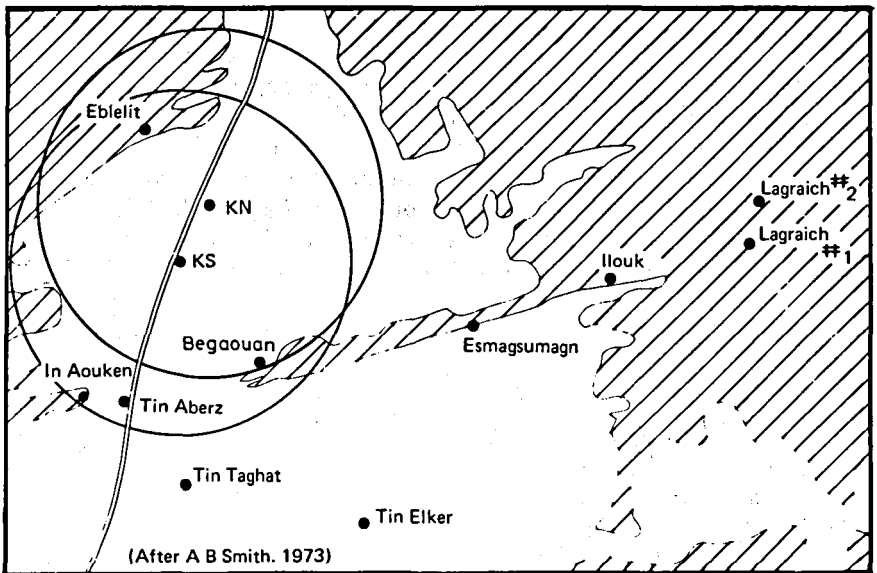 Eblelit
KN
KS
Lagraich #2
Lagraich #1
Ilouk
Begaouan
Esmagsumagn
In Aouken
Tin Aberz
Tin Taghat
Tin Elker
(After A B Smith. 1973)